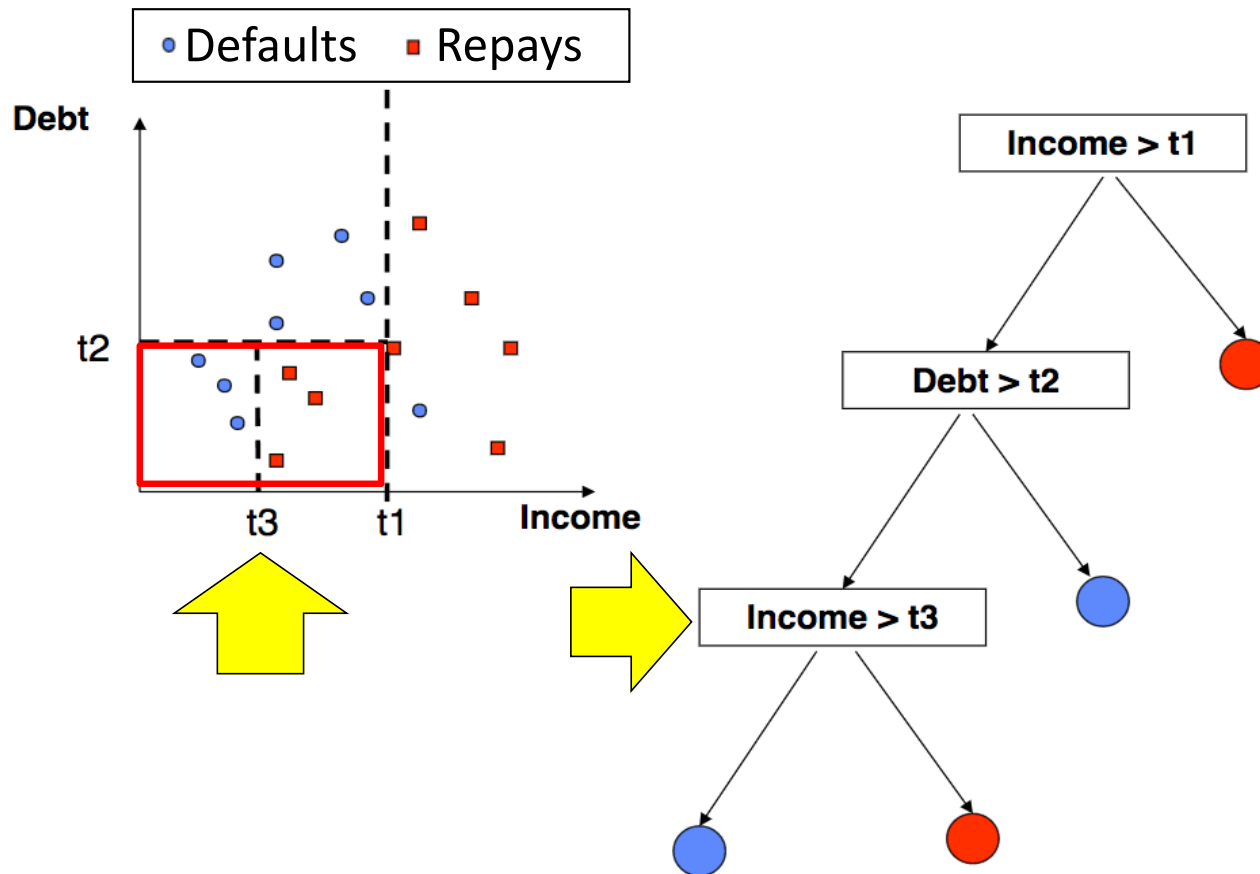 Defaults Repays
Debt
Income > t1
t2
Debt > t2
t3 t1 Income
Income > t3